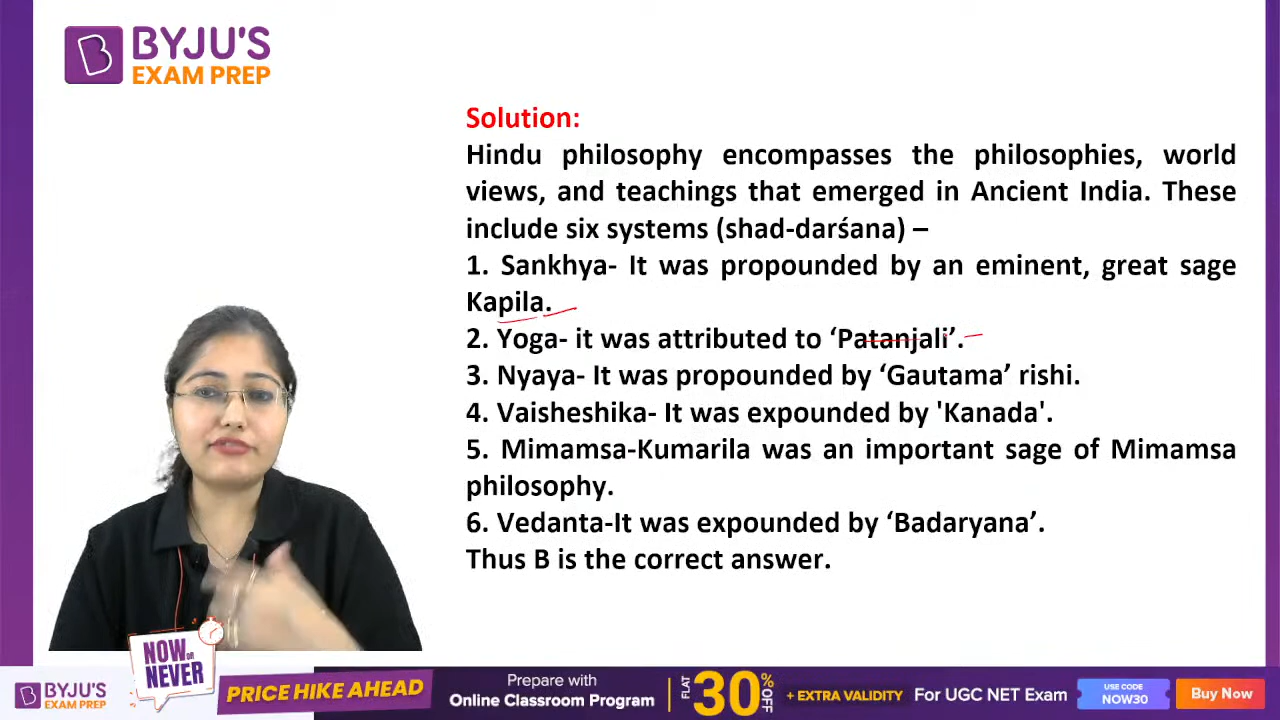 BYJU'S
EXAM PREP
Solution:
Hindu philosophy encompasses the philosophies, world
views, and teachings that emerged in Ancient India. These
include six systems (shad-darśana) –
1. Sankhya- It was propounded by an eminent, great sage
Kapila.
2. Yoga- it was attributed to ‘Patanjali’.
3. Nyaya- It was propounded by ‘Gautama’ rishi.
4. Vaisheshika- It was expounded by 'Kanada'.
5. Mimamsa-Kumarila was an important sage of Mimamsa
philosophy.
6. Vedanta-It was expounded by ‘Badaryana’.
Thus B is the correct answer.
NOW OR
NEVER
BYJU'S
EXAM PREP
PRICE HIKE AHEAD
Prepare with
Online Classroom Program
FLAT
30% OFF
+ EXTRA VALIDITY
For UGC NET Exam
USE CODE
NOW30
Buy Now